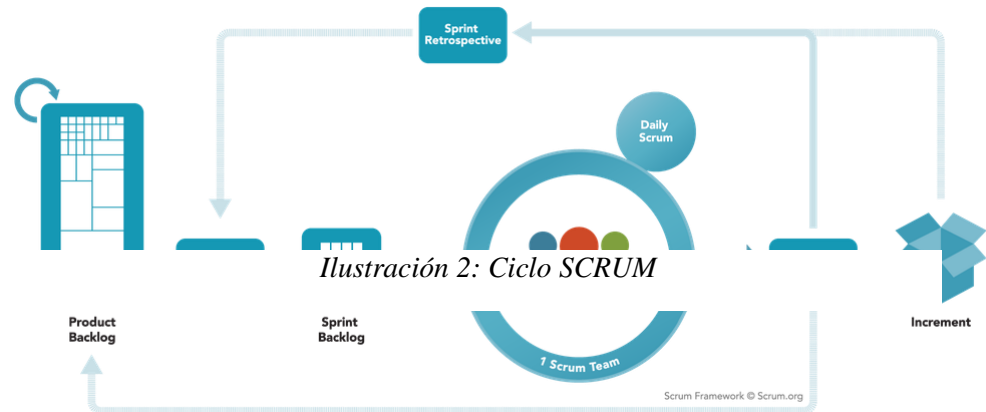 Sprint
Retrospective
Daily
Scrum
Ilustración 2: Ciclo SCRUM
Product
Backlog
Sprint
Backlog
Increment
1 Scrum Team
Scrum Framework © Scrum.org